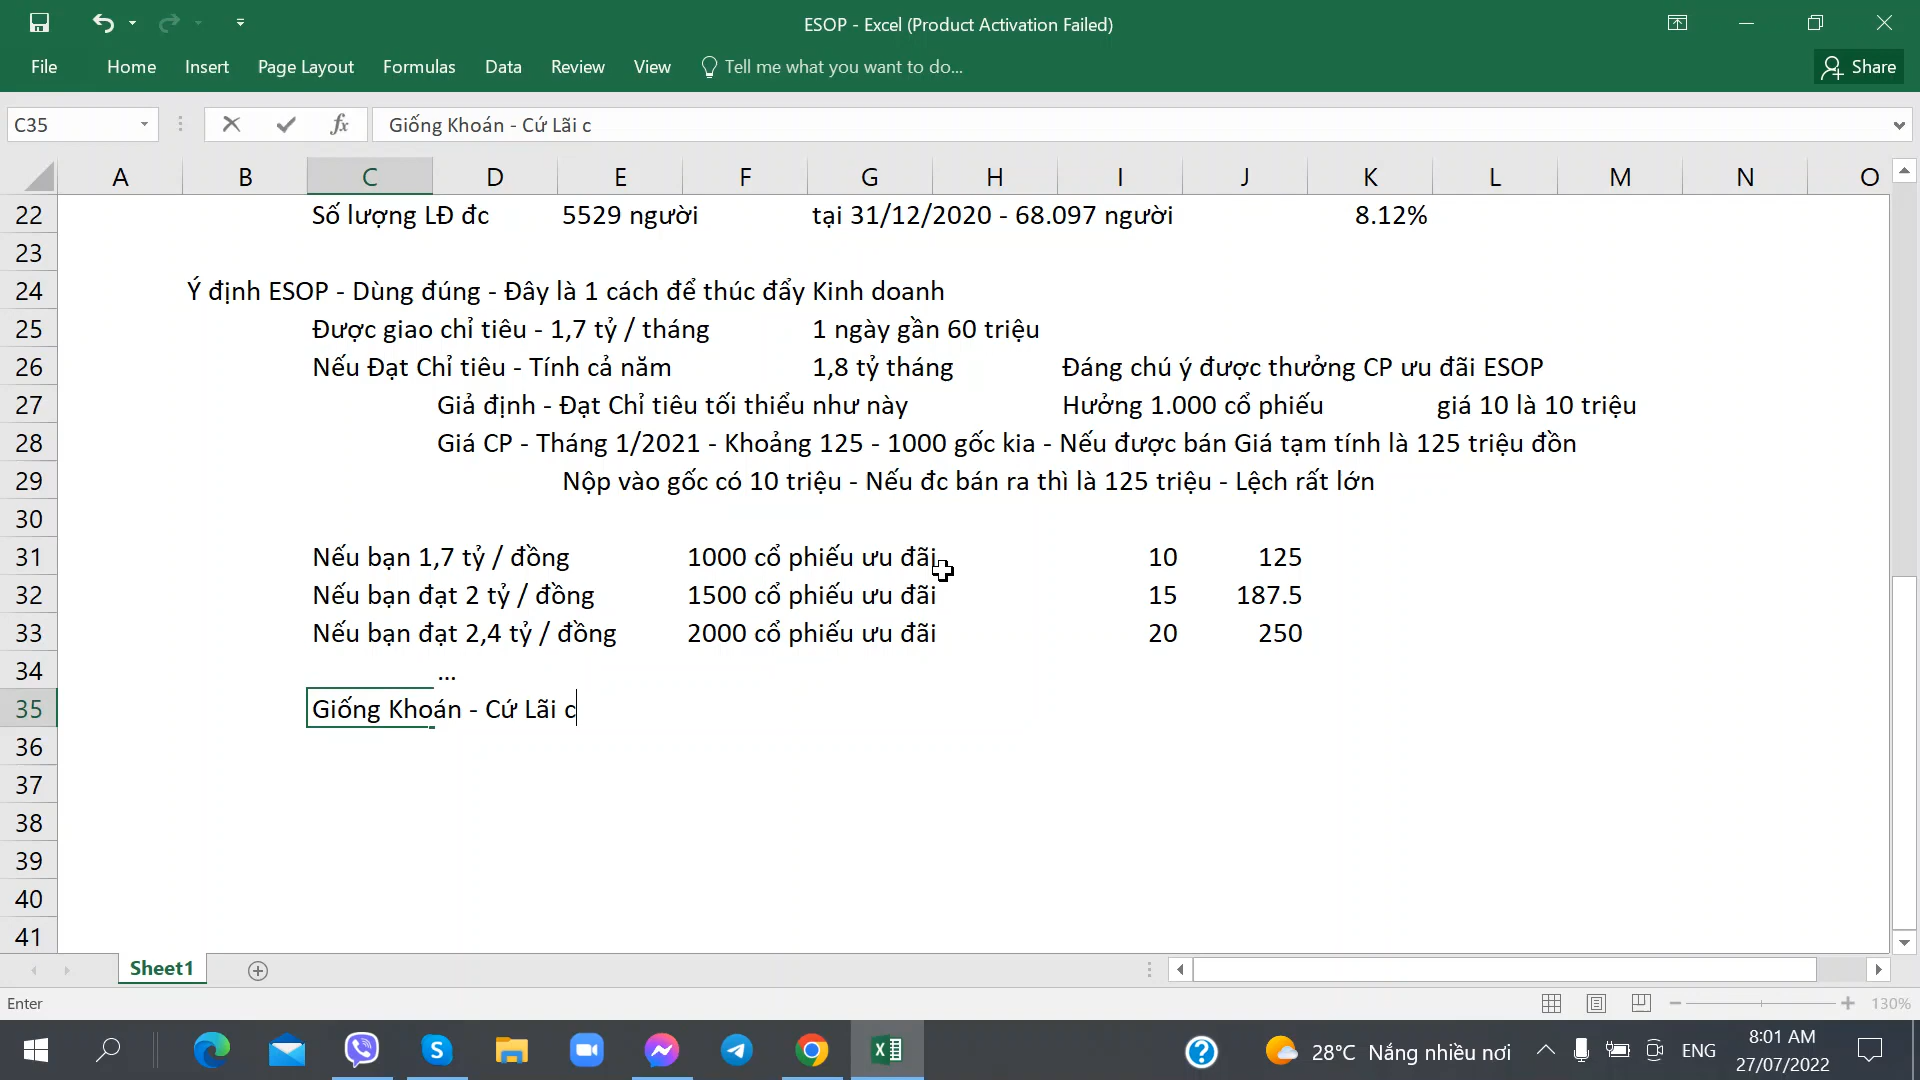 ESOP - Excel (Product Activation Failed)
File Home Insert Page Layout Formulas Data Review View Tell me what you want to do... Share
C35 fx Giống Khoán - Cứ Lãi c
A B C D E F G H I J K L M N O
22 Số lượng LĐ đc 5529 người tại 31/12/2020 - 68.097 người 8.12%
23
24 Ý định ESOP - Dùng đúng - Đây là 1 cách để thúc đẩy Kinh doanh
25 Được giao chỉ tiêu - 1,7 tỷ / tháng 1 ngày gần 60 triệu
26 Nếu Đạt Chỉ tiêu - Tính cả năm 1,8 tỷ tháng Đáng chú ý được thưởng CP ưu đãi ESOP
27 Giả định - Đạt Chỉ tiêu tối thiểu như này Hưởng 1.000 cổ phiếu giá 10 là 10 triệu
28 Giá CP - Tháng 1/2021 - Khoảng 125 - 1000 gốc kia - Nếu được bán Giá tạm tính là 125 triệu đồn
29 Nộp vào gốc có 10 triệu - Nếu đc bán ra thì là 125 triệu - Lệch rất lớn
30
31 Nếu bạn 1,7 tỷ / đồng 1000 cổ phiếu ưu đãi 10 125
32 Nếu bạn đạt 2 tỷ / đồng 1500 cổ phiếu ưu đãi 15 187.5
33 Nếu bạn đạt 2,4 tỷ / đồng 2000 cổ phiếu ưu đãi 20 250
34 ...
35 Giống Khoán - Cứ Lãi c
36
37
38
39
40
41
Sheet1
Enter 130%
28°C Nắng nhiều nơi ENG 8:01 AM
27/07/2022